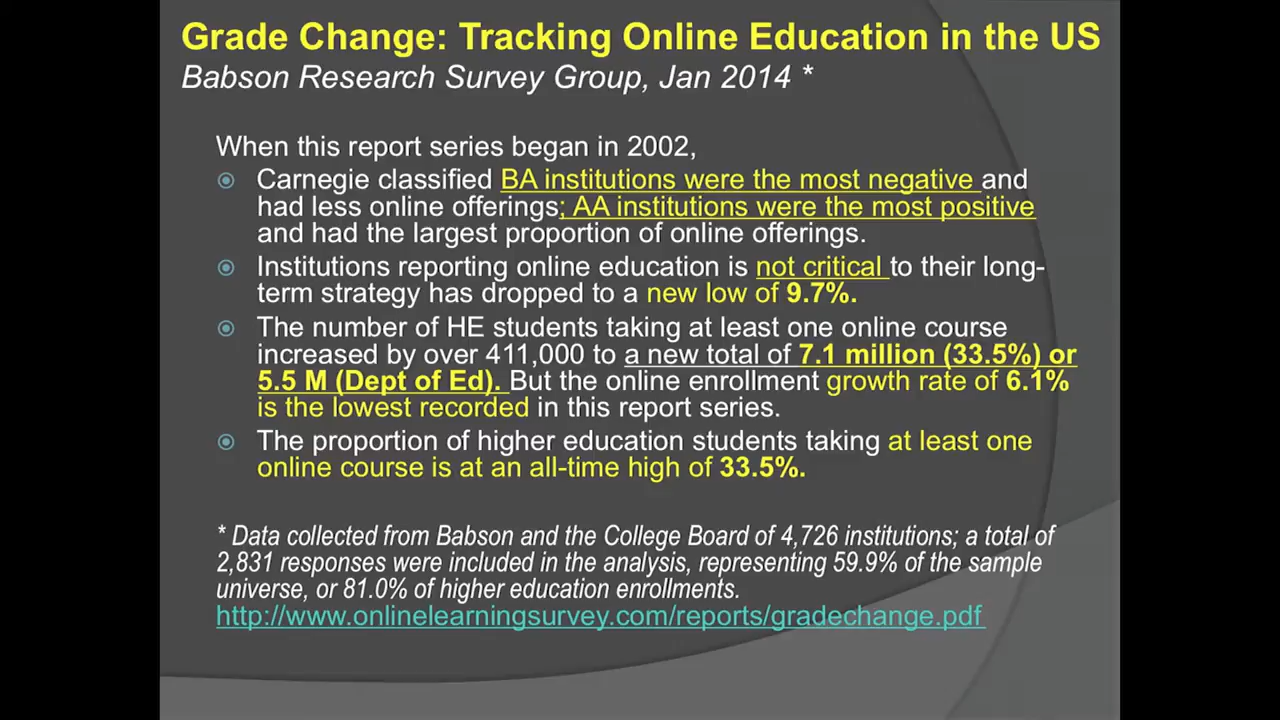 Grade Change: Tracking Online Education in the US
Babson Research Survey Group, Jan 2014 *
When this report series began in 2002,
Carnegie classified BA institutions were the most negative and
had less online offerings; AA institutions were the most positive
and had the largest proportion of online offerings.
Institutions reporting online education is not critical to their long-
term strategy has dropped to a new low of 9.7%.
The number of HE students taking at least one online course
increased by over 411,000 to a new total of 7.1 million (33.5%) or
5.5 M (Dept of Ed). But the online enrollment growth rate of 6.1%
is the lowest recorded in this report series.
The proportion of higher education students taking at least one
online course is at an all-time high of 33.5%.
* Data collected from Babson and the College Board of 4,726 institutions; a total of
2,831 responses were included in the analysis, representing 59.9% of the sample
universe, or 81.0% of higher education enrollments.
http://www.onlinelearningsurvey.com/reports/gradechange.pdf